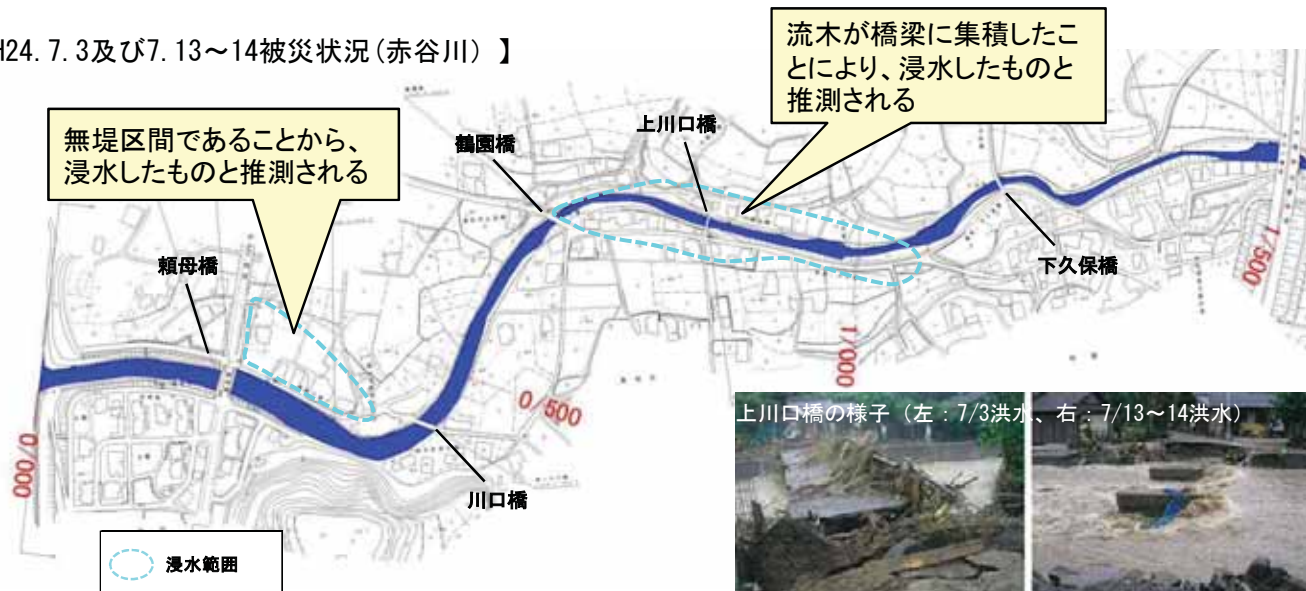 H24.7.3及び7.13～14被災状況(赤谷川)】
流木が橋梁に集積したこ
とにより、浸水したものと
推測される
無堤区間であることから、
浸水したものと推測される
鶴園橋
上川口橋
頼母橋
下久保橋
川口橋
0/000
0/500
1/000
1/500
上川口橋の様子（左：7/3洪水、右：7/13～14洪水）
浸水範囲